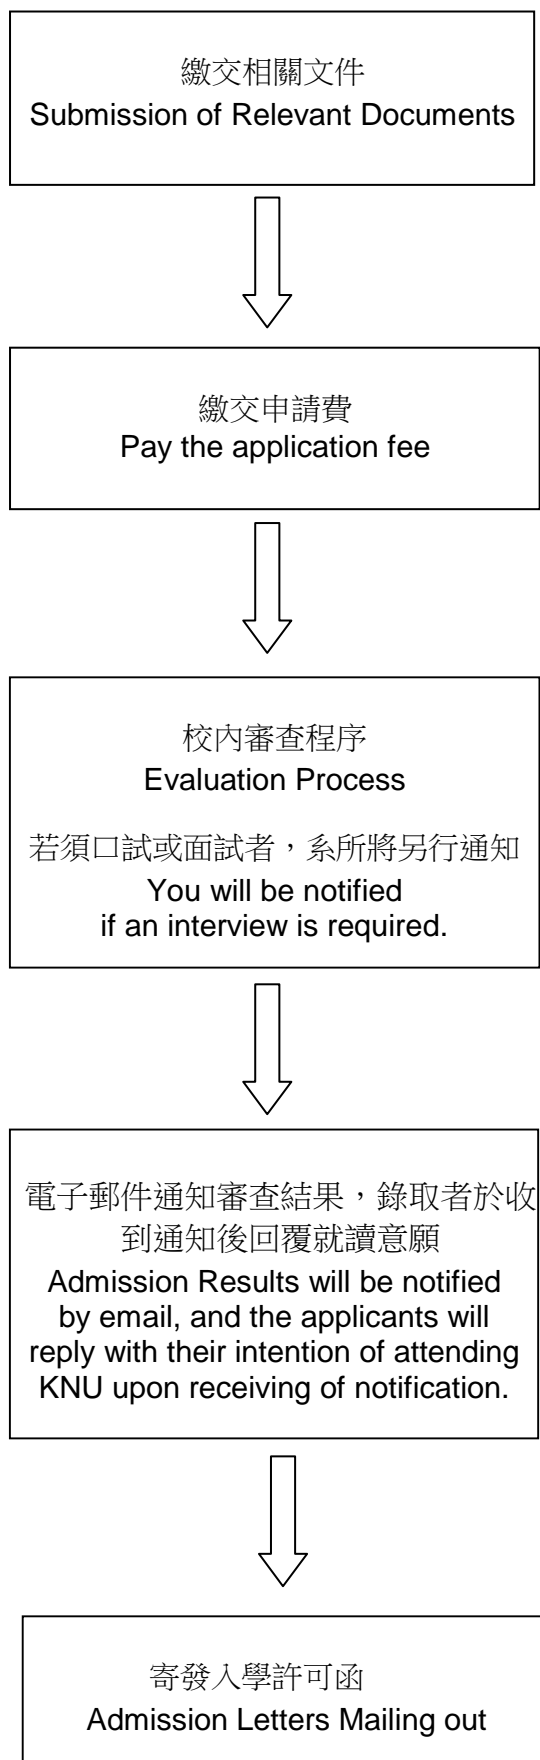 繳交相關文件
Submission of Relevant Documents
繳交申請費
Pay the application fee
校內審查程序
Evaluation Process
若須口試或面試者，系所將另行通知
You will be notified
if an interview is required.
電子郵件通知審查結果，錄取者於收
到通知後回覆就讀意願
Admission Results will be notified
by email, and the applicants will
reply with their intention of attending
KNU upon receiving of notification.
寄發入學許可函
Admission Letters Mailing out